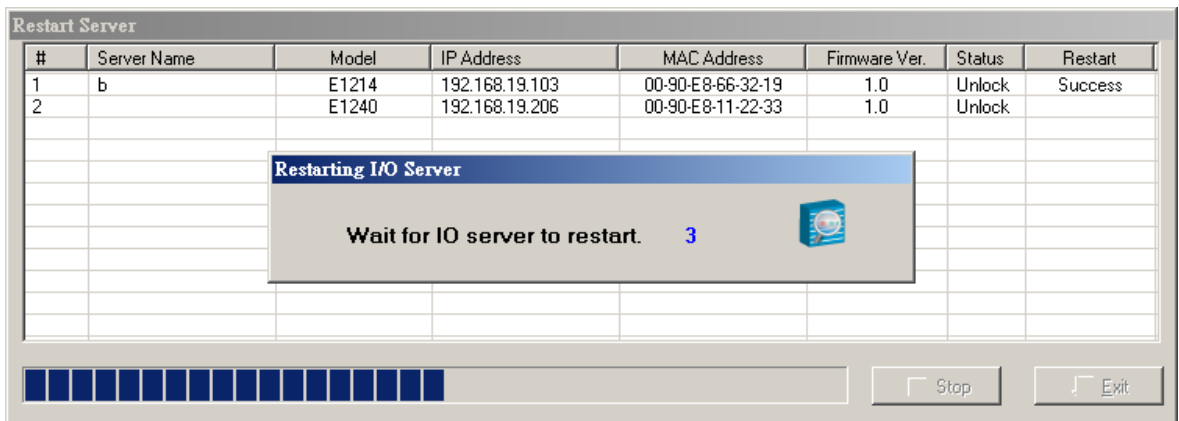 Restart Server
# Server Name Model IP Address MAC Address Firmware Ver. Status Restart
1 b E1214 192.168.19.103 00-90-E8-66-32-19 1.0 Unlock Success
2 E1240 192.168.19.206 00-90-E8-11-22-33 1.0 Unlock
Restarting I/O Server
Wait for IO server to restart. 3
Stop Exit